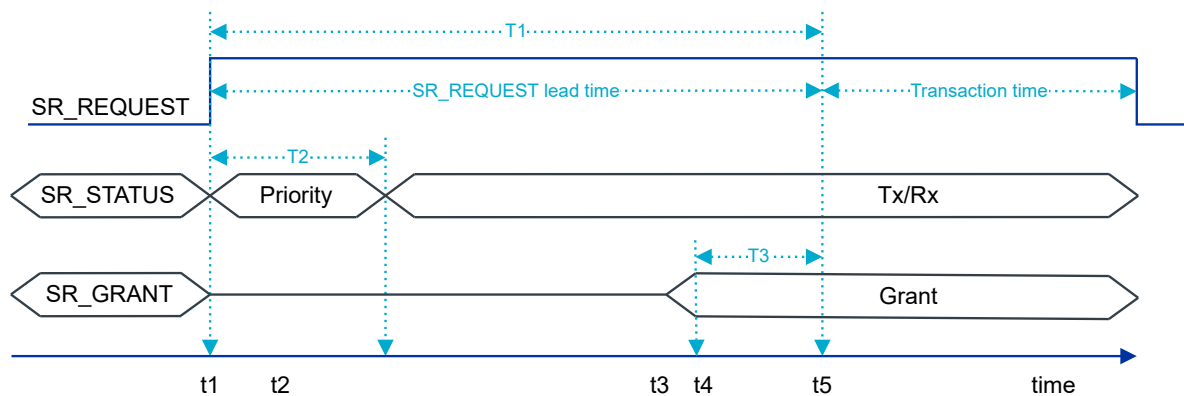 T1
SR_REQUEST
SR_REQUEST lead time
Transaction time
T2
SR_STATUS
Priority
Tx/Rx
T3
SR_GRANT
Grant
t1
t2
t3
t4
t5
time